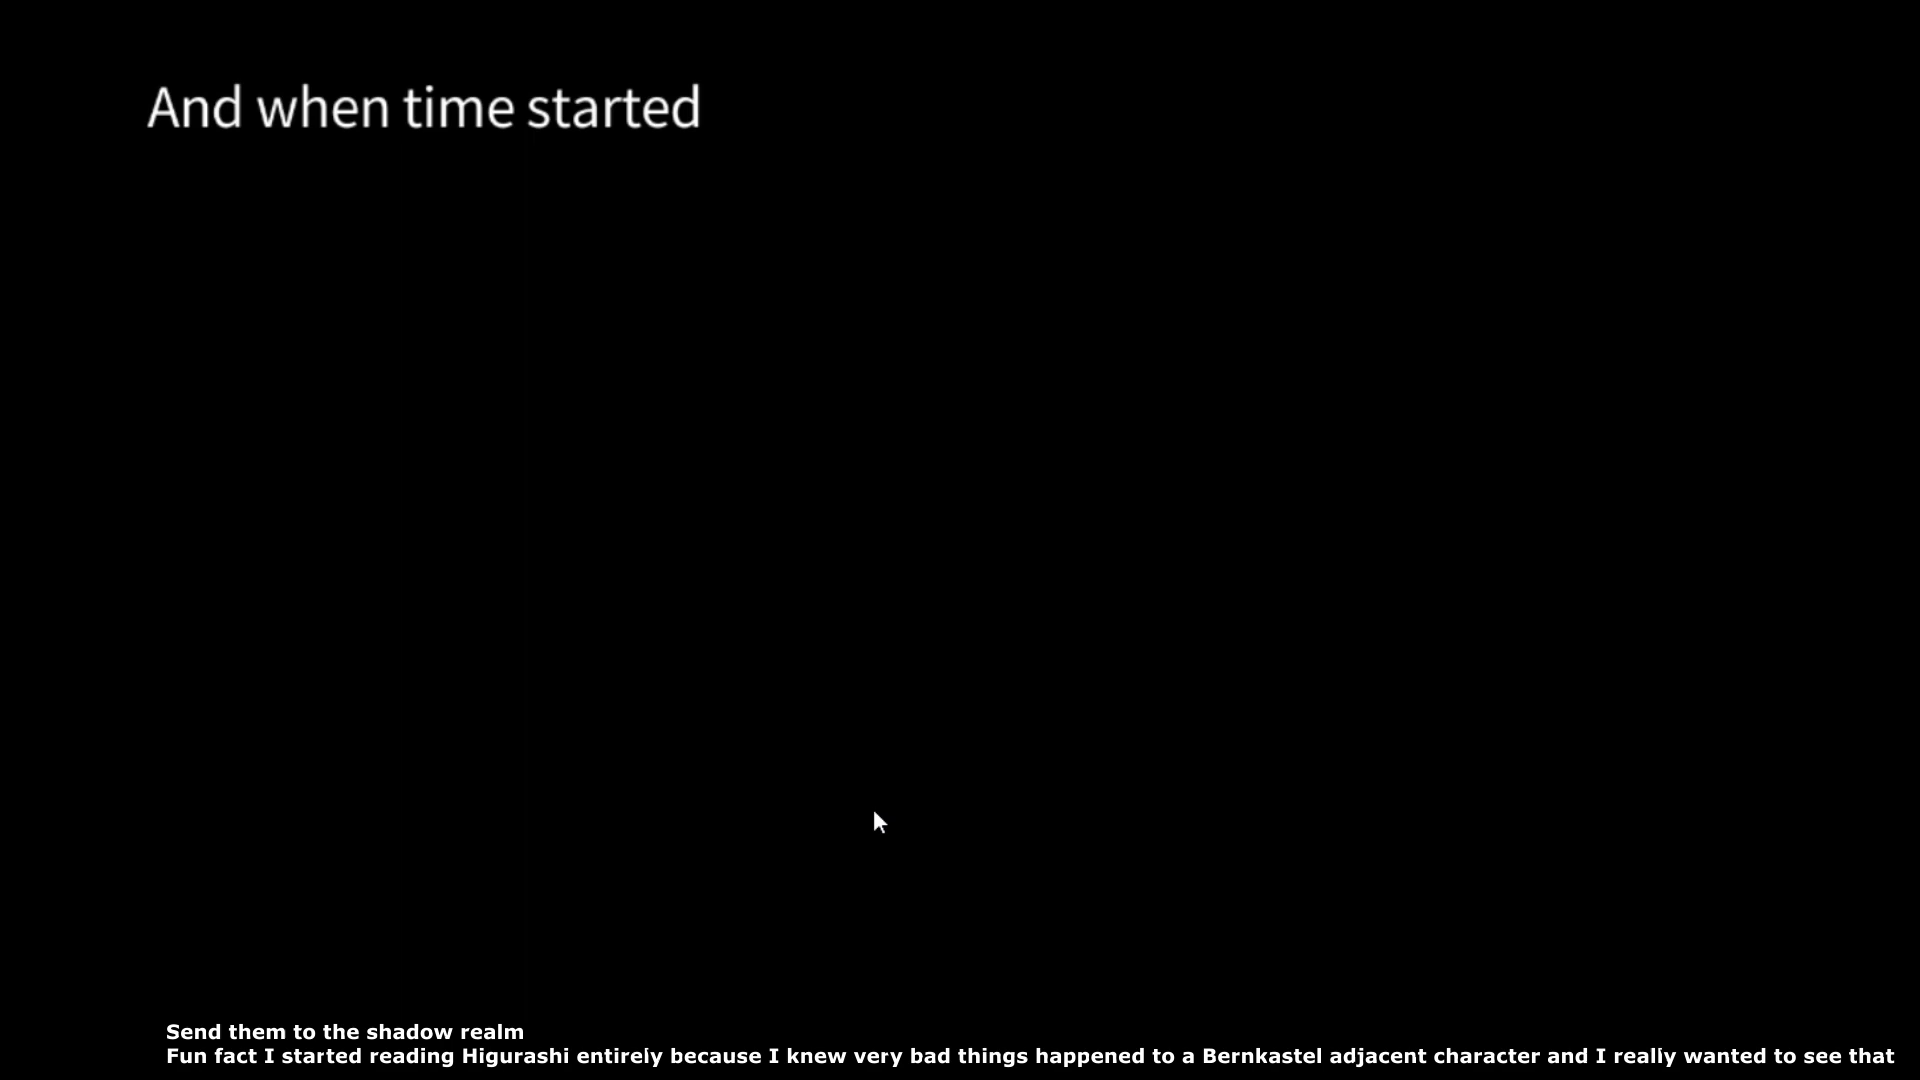 And when time started
Send them to the shadow realm
Fun fact I started reading Higurashi entirely because I knew very bad things happened to a Bernkastel adjacent character and I really wanted to see that